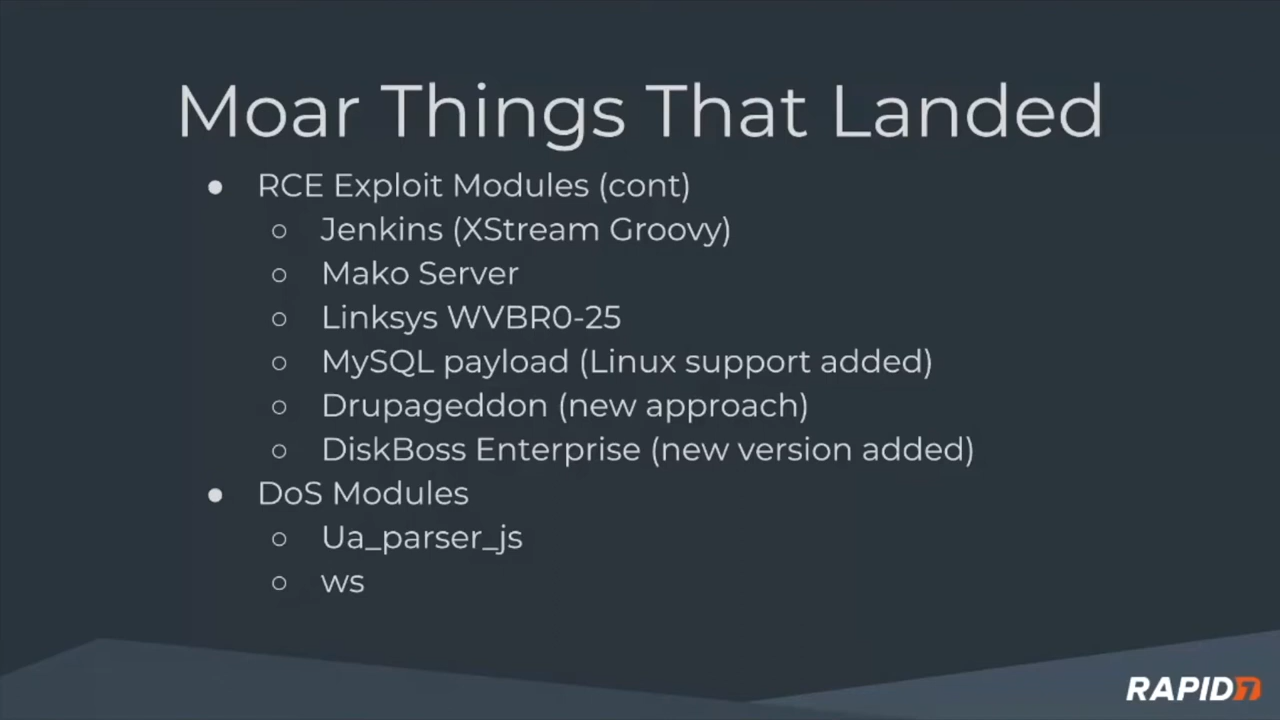 Moar Things That Landed
● RCE Exploit Modules (cont)
○ Jenkins (XStream Groovy)
○ Mako Server
○ Linksys WVBR0-25
○ MySQL payload (Linux support added)
○ Drupageddon (new approach)
○ DiskBoss Enterprise (new version added)
● DoS Modules
○ Ua_parser_js
○ ws
RAPID7